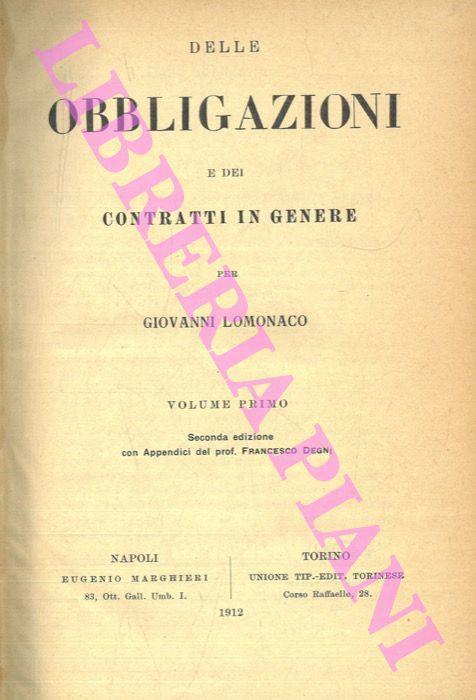 DELLE
OBBLIGAZIONI
E DEI
CONTRATTI IN GENERE
PER
GIOVANNI LOMONACO
VOLUME PRIMO
Seconda edizione
con Appendici del prof. FRANCESCO DEGNI
NAPOLI
EUGENIO MARGHIERI
83, Ott. Gall. Umb. I.
TORINO
UNIONE TIP.-EDIT. TORINESE
Corso Raffaello, 28.
1912
LIBRERIA PIANI